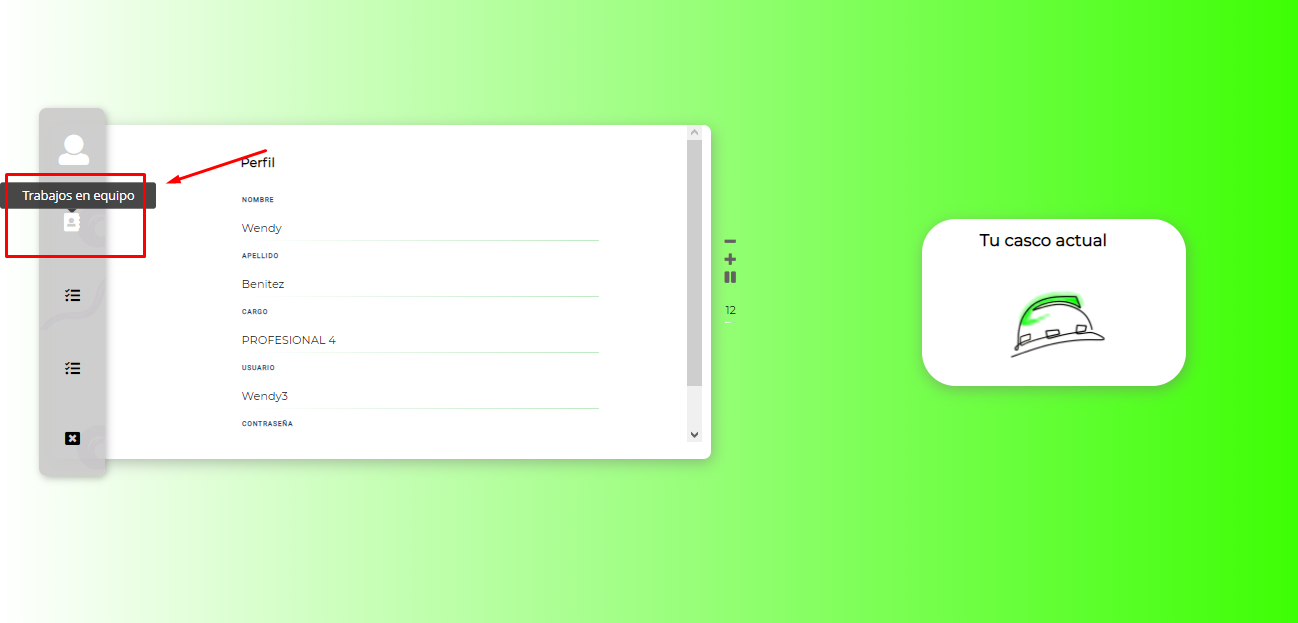 Trabajos en equipo
Perfil
NOMBRE
Wendy
APELLIDO
Benitez
CARGO
PROFESIONAL 4
USUARIO
Wendy3
CONTRASEÑA
12
Tu casco actual